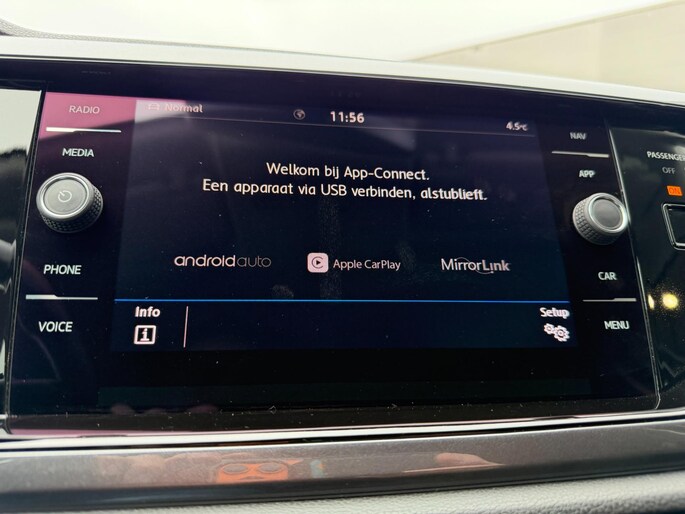 RADIO
MEDIA
PHONE
VOICE
Normal
11:56
4.5°C
Welkom bij App-Connect.
Een apparaat via USB verbinden, alstublieft.
androidauto
Apple CarPlay
MirrorLink
Info
Setup
NAV
APP
CAR
MENU
PASSENGER
OFF